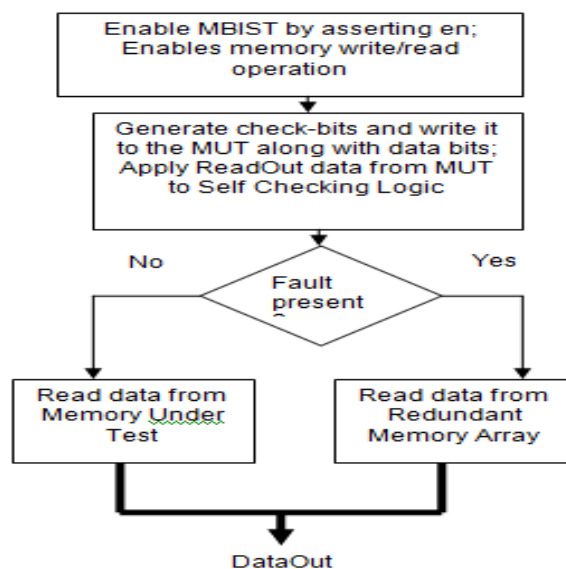 Enable MBIST by asserting en;
Enables memory write/read
operation
Generate check-bits and write it
to the MUT along with data bits;
Apply ReadOut data from MUT
to Self Checking Logic
No
Yes
Fault
present
Read data from
Memory Under
Test
Read data from
Redundant
Memory Array
DataOut